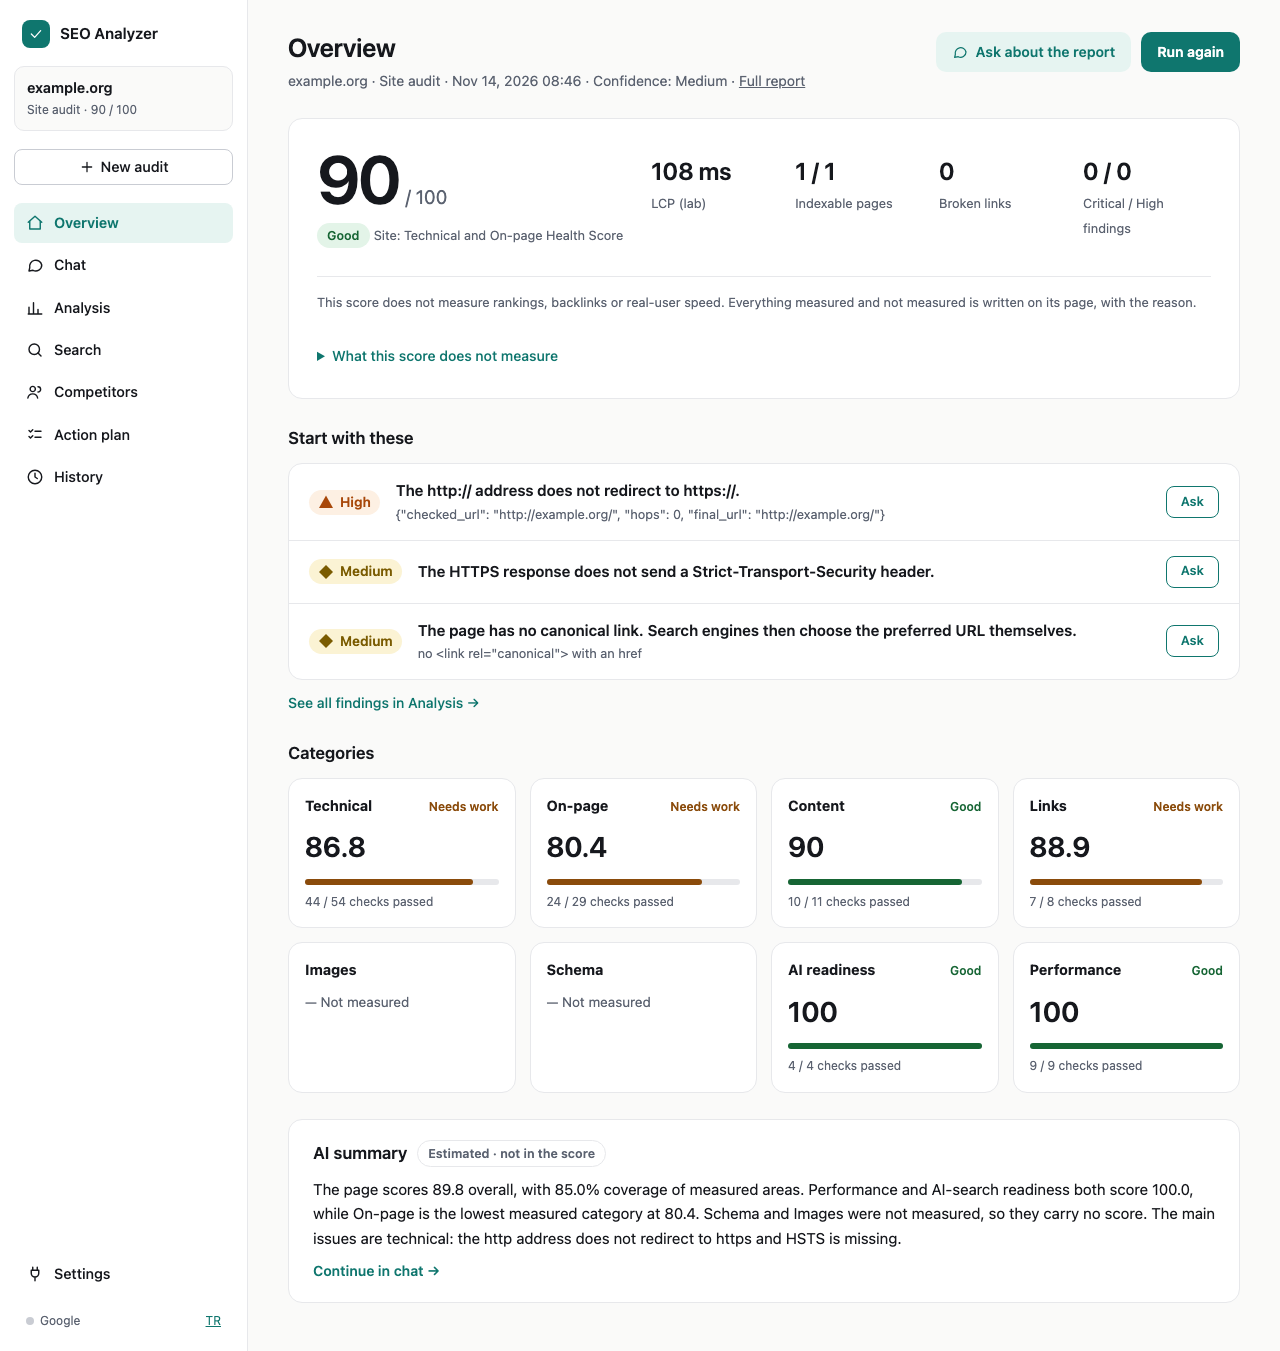 SEO Analyzer
example.org
Site audit · 90 / 100
+ New audit
Overview
Chat
Analysis
Search
Competitors
Action plan
History
Settings
Google
TR
Overview
example.org · Site audit · Nov 14, 2026 08:46 · Confidence: Medium · Full report
Ask about the report
Run again
90 / 100
Good Site: Technical and On-page Health Score
108 ms
LCP (lab)
1 / 1
Indexable pages
0
Broken links
0 / 0
Critical / High
findings
This score does not measure rankings, backlinks or real-user speed. Everything measured and not measured is written on its page, with the reason.
What this score does not measure
Start with these
High
The http:// address does not redirect to https://.
{"checked_url": "http://example.org/", "hops": 0, "final_url": "http://example.org/"}
Ask
Medium
The HTTPS response does not send a Strict-Transport-Security header.
Ask
Medium
The page has no canonical link. Search engines then choose the preferred URL themselves.
no <link rel="canonical"> with an href
Ask
See all findings in Analysis →
Categories
Technical
Needs work
86.8
44 / 54 checks passed
On-page
Needs work
80.4
24 / 29 checks passed
Content
Good
90
10 / 11 checks passed
Links
Needs work
88.9
7 / 8 checks passed
Images
— Not measured
Schema
— Not measured
AI readiness
Good
100
4 / 4 checks passed
Performance
Good
100
9 / 9 checks passed
AI summary
Estimated · not in the score
The page scores 89.8 overall, with 85.0% coverage of measured areas. Performance and AI-search readiness both score 100.0,
while On-page is the lowest measured category at 80.4. Schema and Images were not measured, so they carry no score. The main
issues are technical: the http address does not redirect to https and HSTS is missing.
Continue in chat →